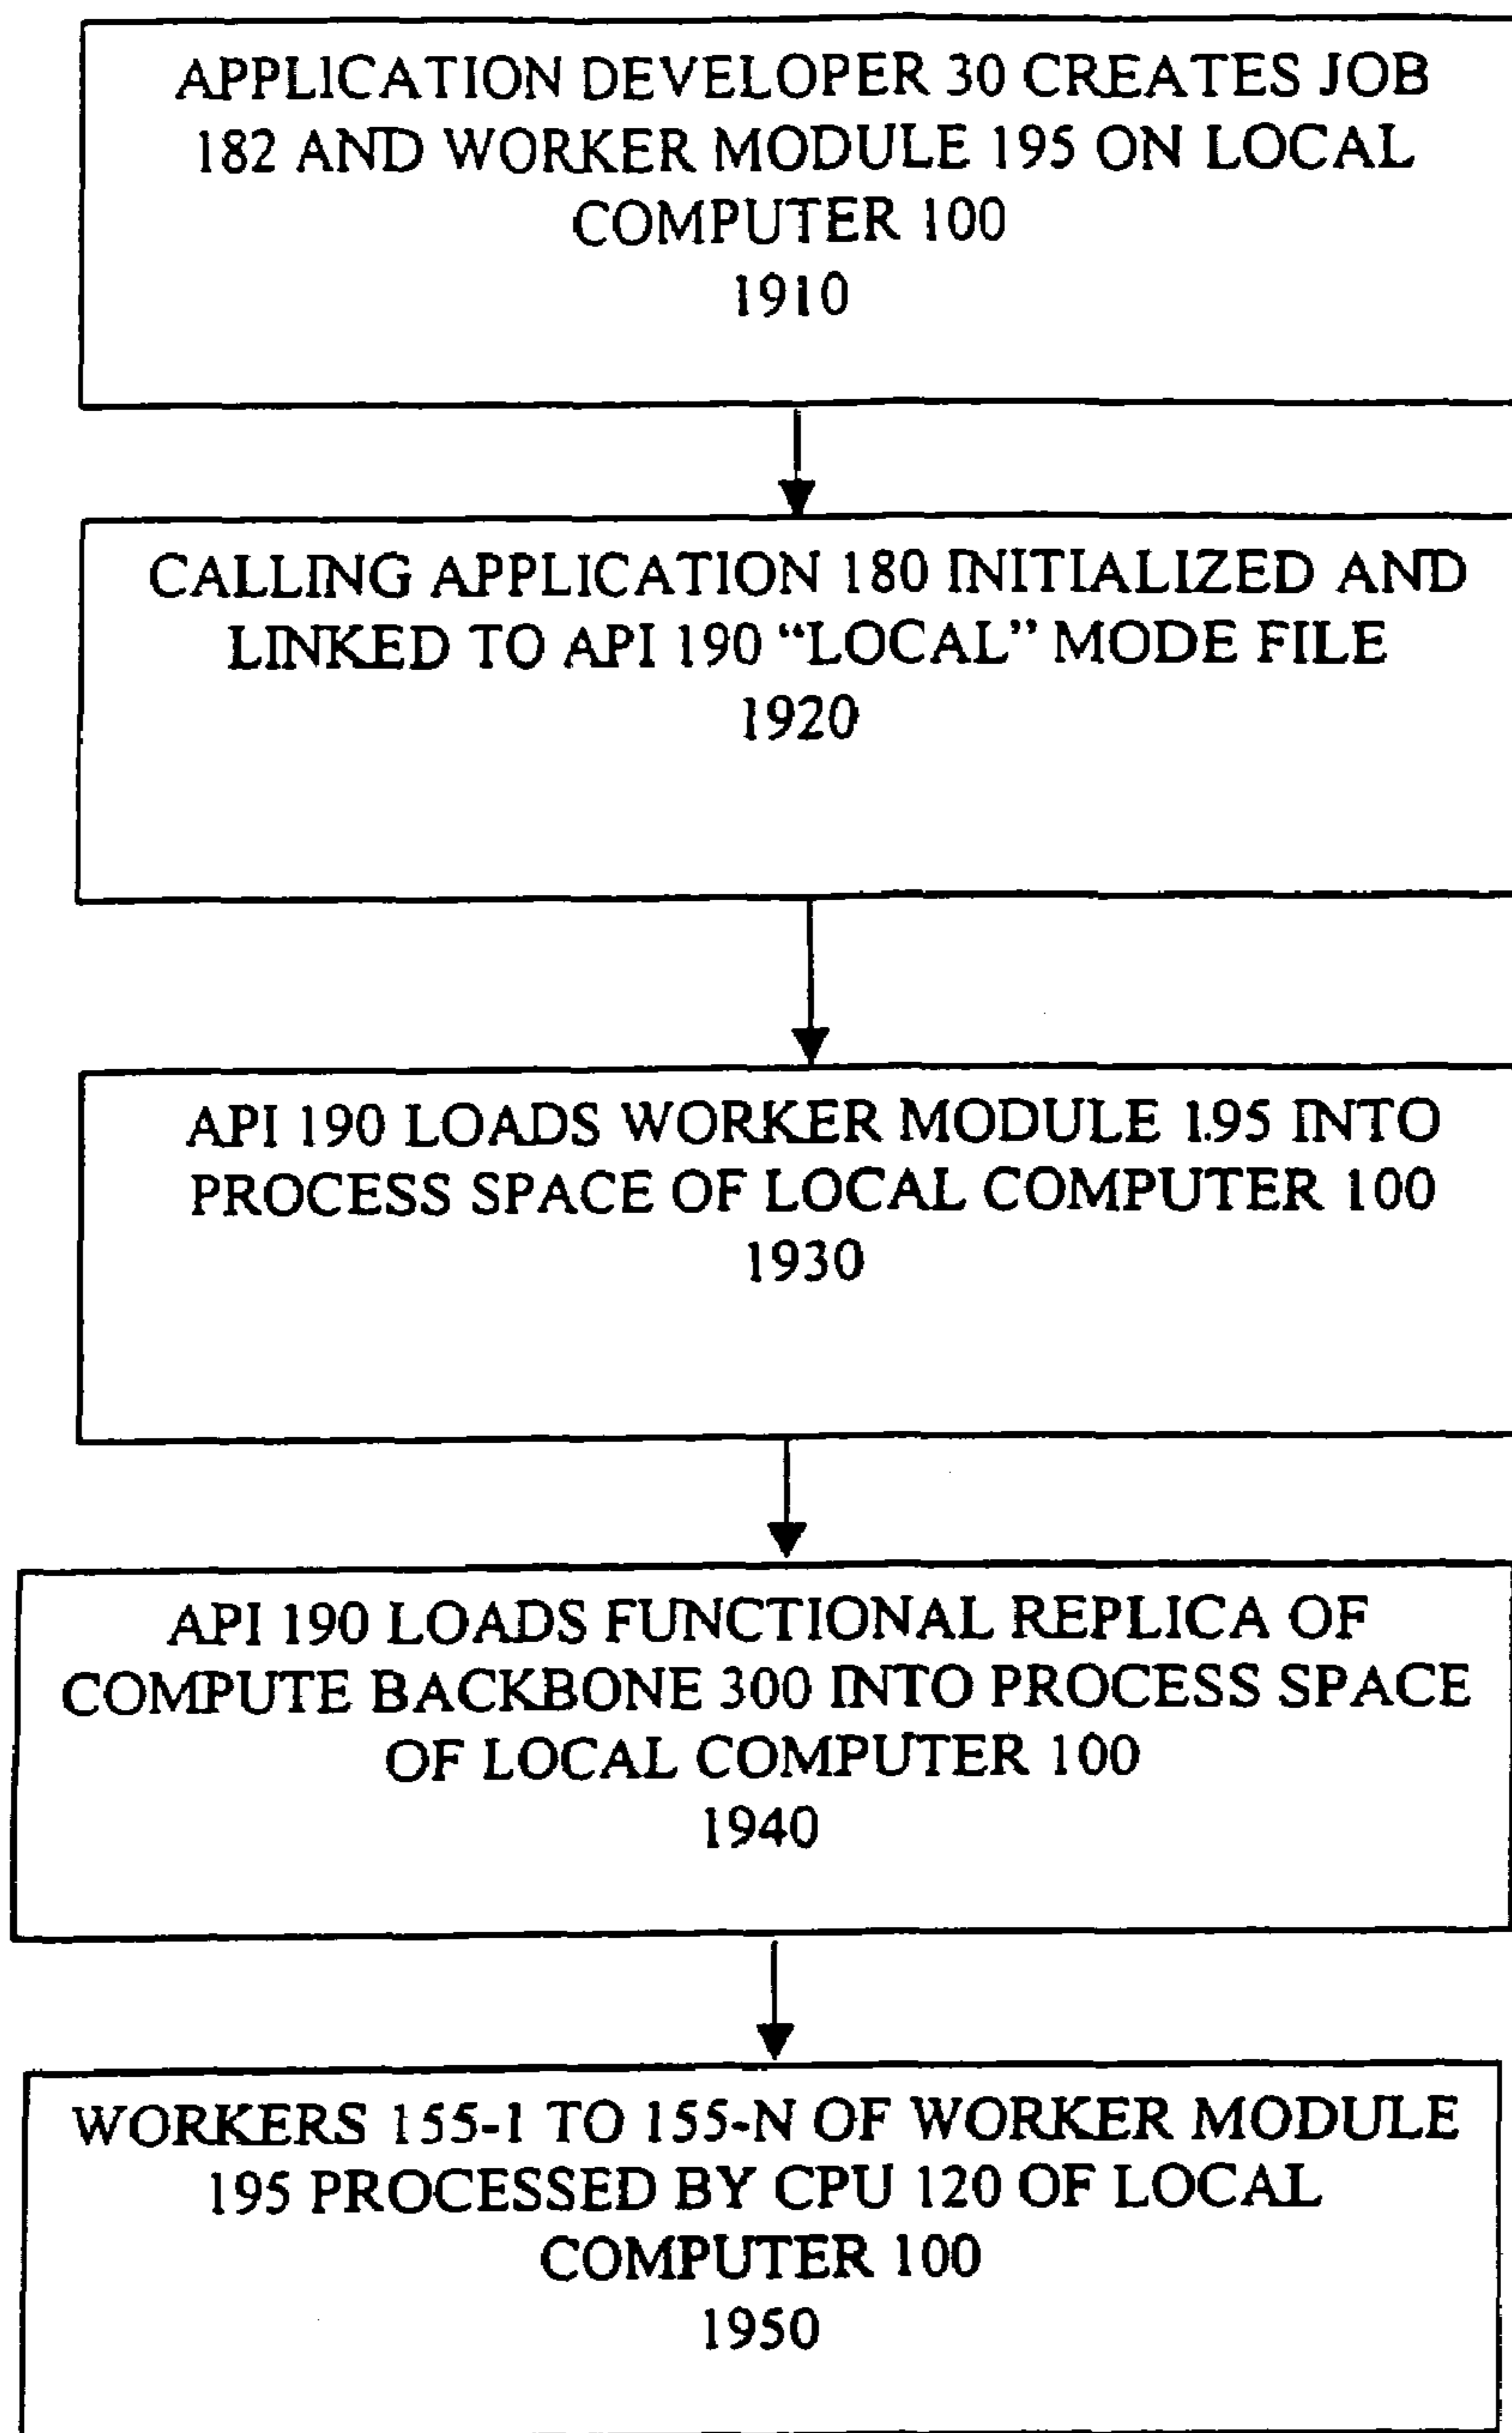 APPLICATION DEVELOPER 30 CREATES JOB
182 AND WORKER MODULE 195 ON LOCAL
COMPUTER 100
1910
CALLING APPLICATION 180 INITIALIZED AND
LINKED TO API 190 “LOCAL” MODE FILE
1920
API 190 LOADS WORKER MODULE 195 INTO
PROCESS SPACE OF LOCAL COMPUTER 100
1930
API 190 LOADS FUNCTIONAL REPLICA OF
COMPUTE BACKBONE 300 INTO PROCESS SPACE
OF LOCAL COMPUTER 100
1940
WORKERS 155-1 TO 155-N OF WORKER MODULE
195 PROCESSED BY CPU 120 OF LOCAL
COMPUTER 100
1950